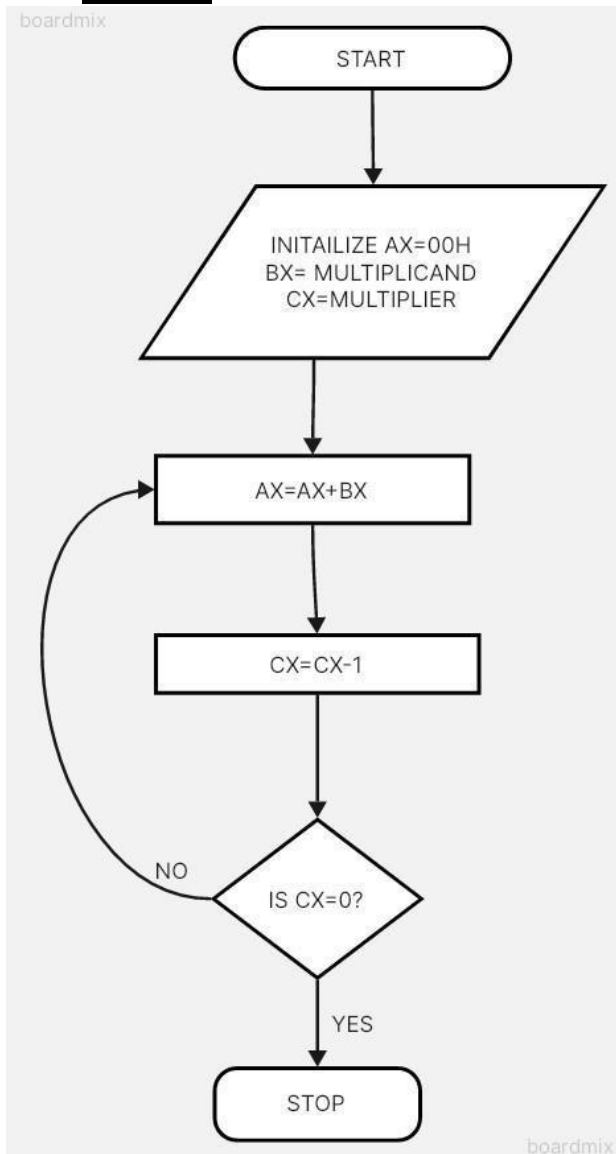 boardmix
START
INITAILIZE AX=00H
BX= MULTIPLICAND
CX=MULTIPLIER
AX=AX+BX
CX=CX-1
NO
IS CX=0?
YES
STOP
boardmix